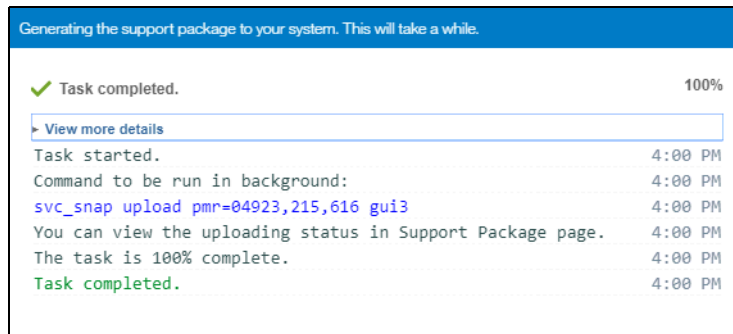 Generating the support package to your system. This will take a while.
Task completed. 100%
View more details
Task started. 4:00 PM
Command to be run in background: 4:00 PM
svc_snap upload pmr=04923,215,616 gui3 4:00 PM
You can view the uploading status in Support Package page. 4:00 PM
The task is 100% complete. 4:00 PM
Task completed. 4:00 PM